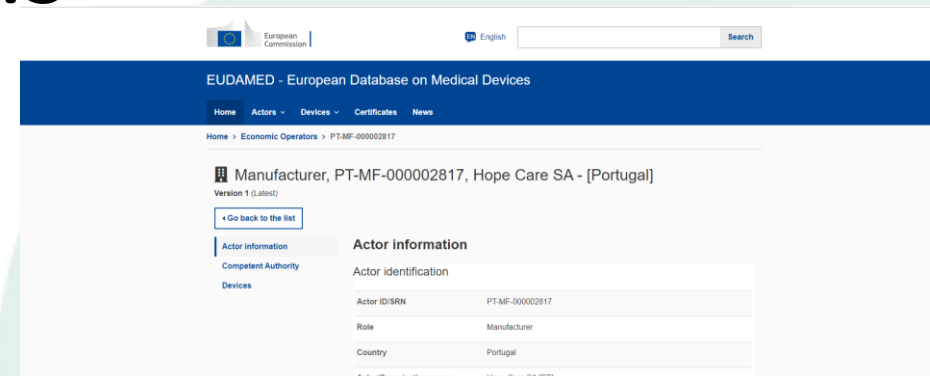 European
Commission
EN English
Search
EUDAMED - European Database on Medical Devices
Home Actors Devices Certificates News
Home > Economic Operators > PT-MF-000002817
Manufacturer, PT-MF-000002817, Hope Care SA - [Portugal]
Version 1 (Latest)
Go back to the list
Actor information
Competent Authority
Devices
Actor information
Actor identification
Actor ID/SRN PT-MF-000002817
Role Manufacturer
Country Portugal